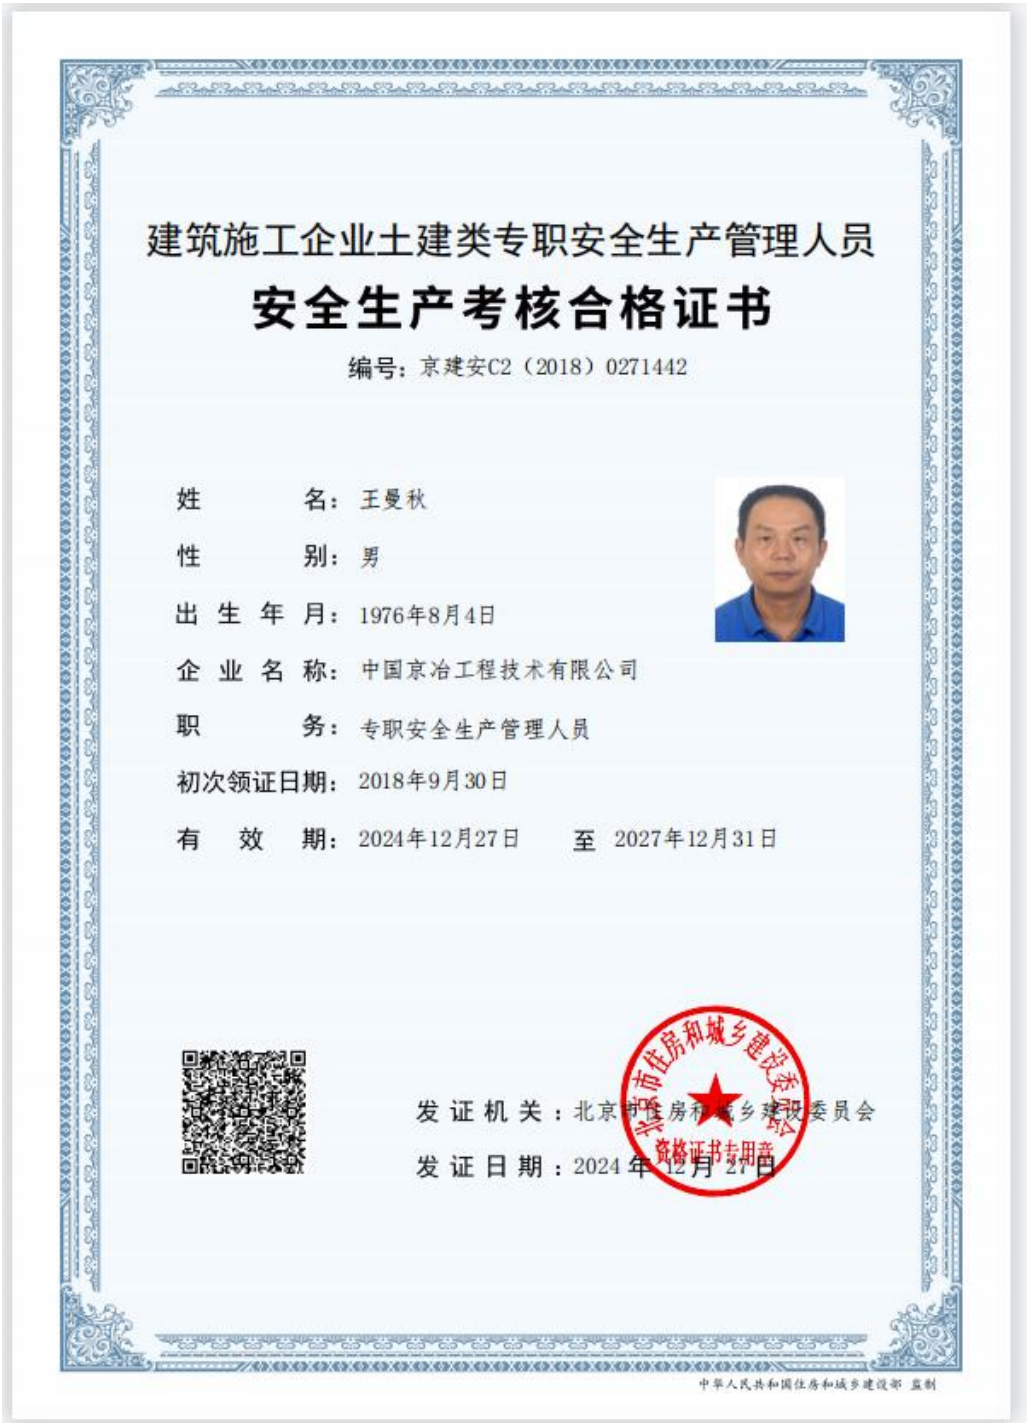 建筑施工企业土建类专职安全生产管理人员
安全生产考核合格证书
编号：京建安C2（2018）0271442
姓 名：王曼秋
性 别：男
出生年月：1976年8月4日
企业名称：中国京冶工程技术有限公司
职 务：专职安全生产管理人员
初次领证日期：2018年9月30日
有 效 期：2024年12月27日 至 2027年12月31日
北京市住房和城乡建设委员会
资格证书专用章
发证机关：北京市住房和城乡建设委员会
发证日期：2024年12月27日
中华人民共和国住房和城乡建设部 监制